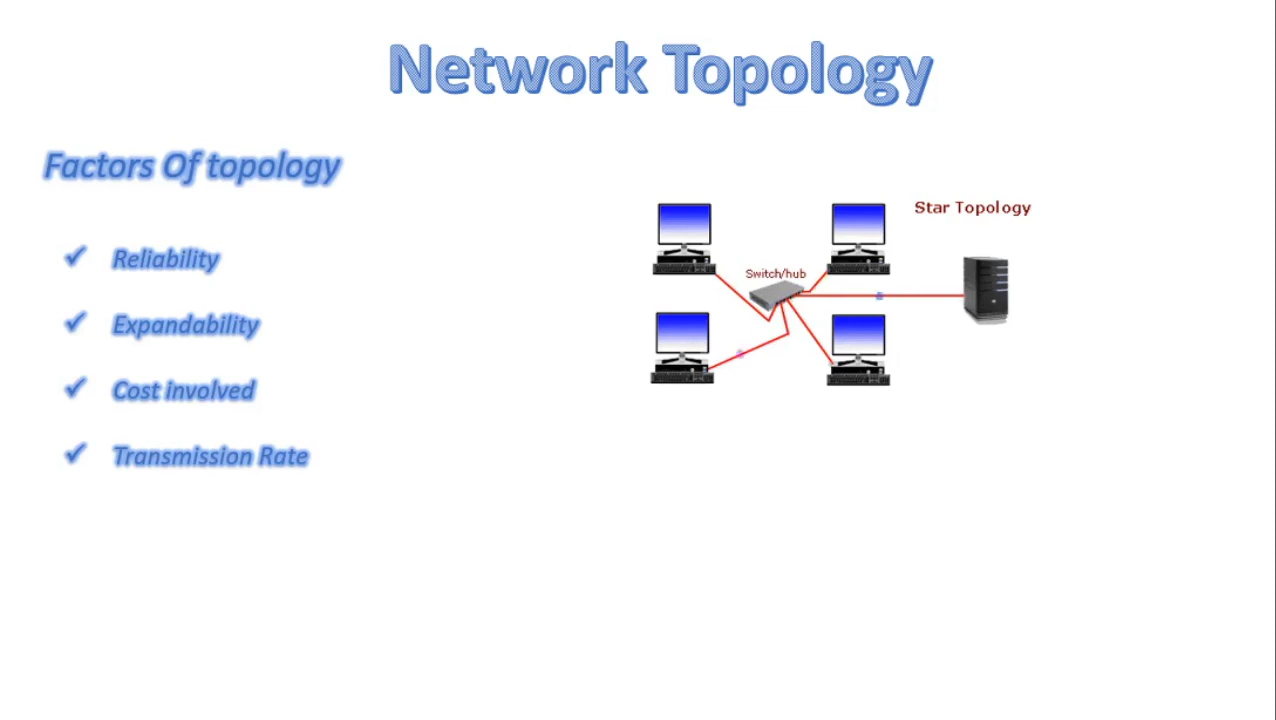 Network Topology
Factors Of topology
Reliability
Expandability
Cost involved
Transmission Rate
Star Topology
Switch/hub